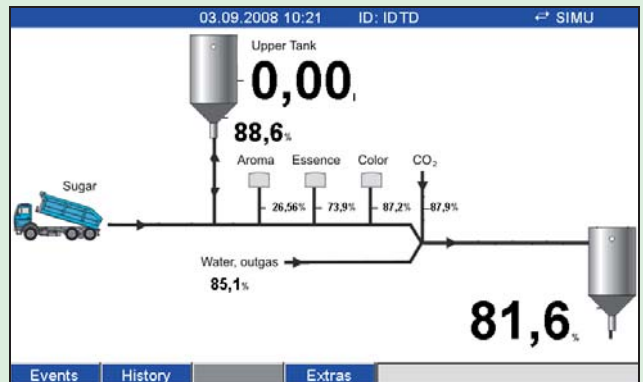 03.09.2008 10:21 ID: IDTD SIMU
Upper Tank
0,00 l
88,6%
Aroma Essence Color CO₂
Sugar
26,56% 73,9% 87,2% 87,9%
Water, outgas
85,1%
81,6%
Events History Extras